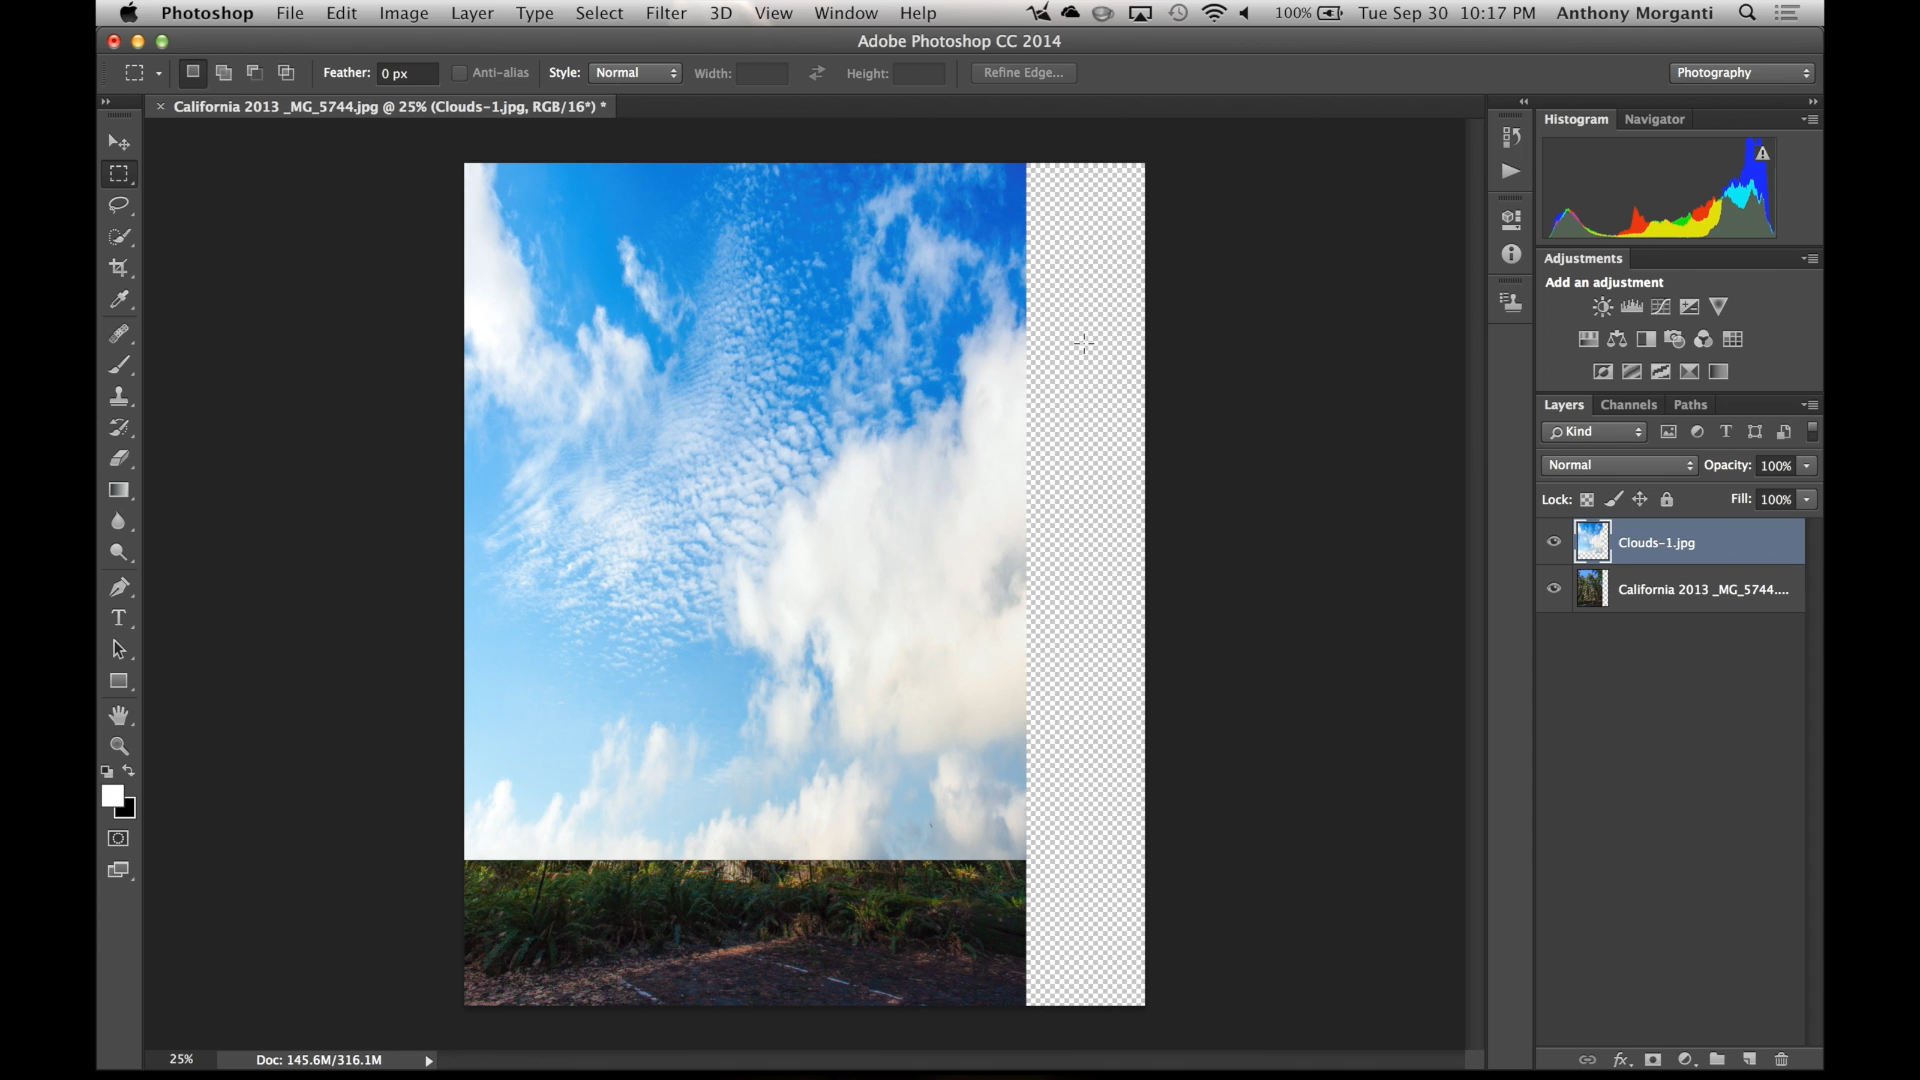 Photoshop File Edit Image Layer Type Select Filter 3D View Window Help 100% Tue Sep 30 10:17 PM Anthony Morganti
Adobe Photoshop CC 2014
Feather: 0 px Anti-alias Style: Normal Width: Height: Refine Edge... Photography
× California 2013 _MG_5744.jpg @ 25% (Clouds-1.jpg, RGB/16*) *
Histogram Navigator
Adjustments
Add an adjustment
Layers Channels Paths
Kind
Normal Opacity: 100%
Lock: Fill: 100%
Clouds-1.jpg
California 2013 _MG_5744....
25% Doc: 145.6M/316.1M